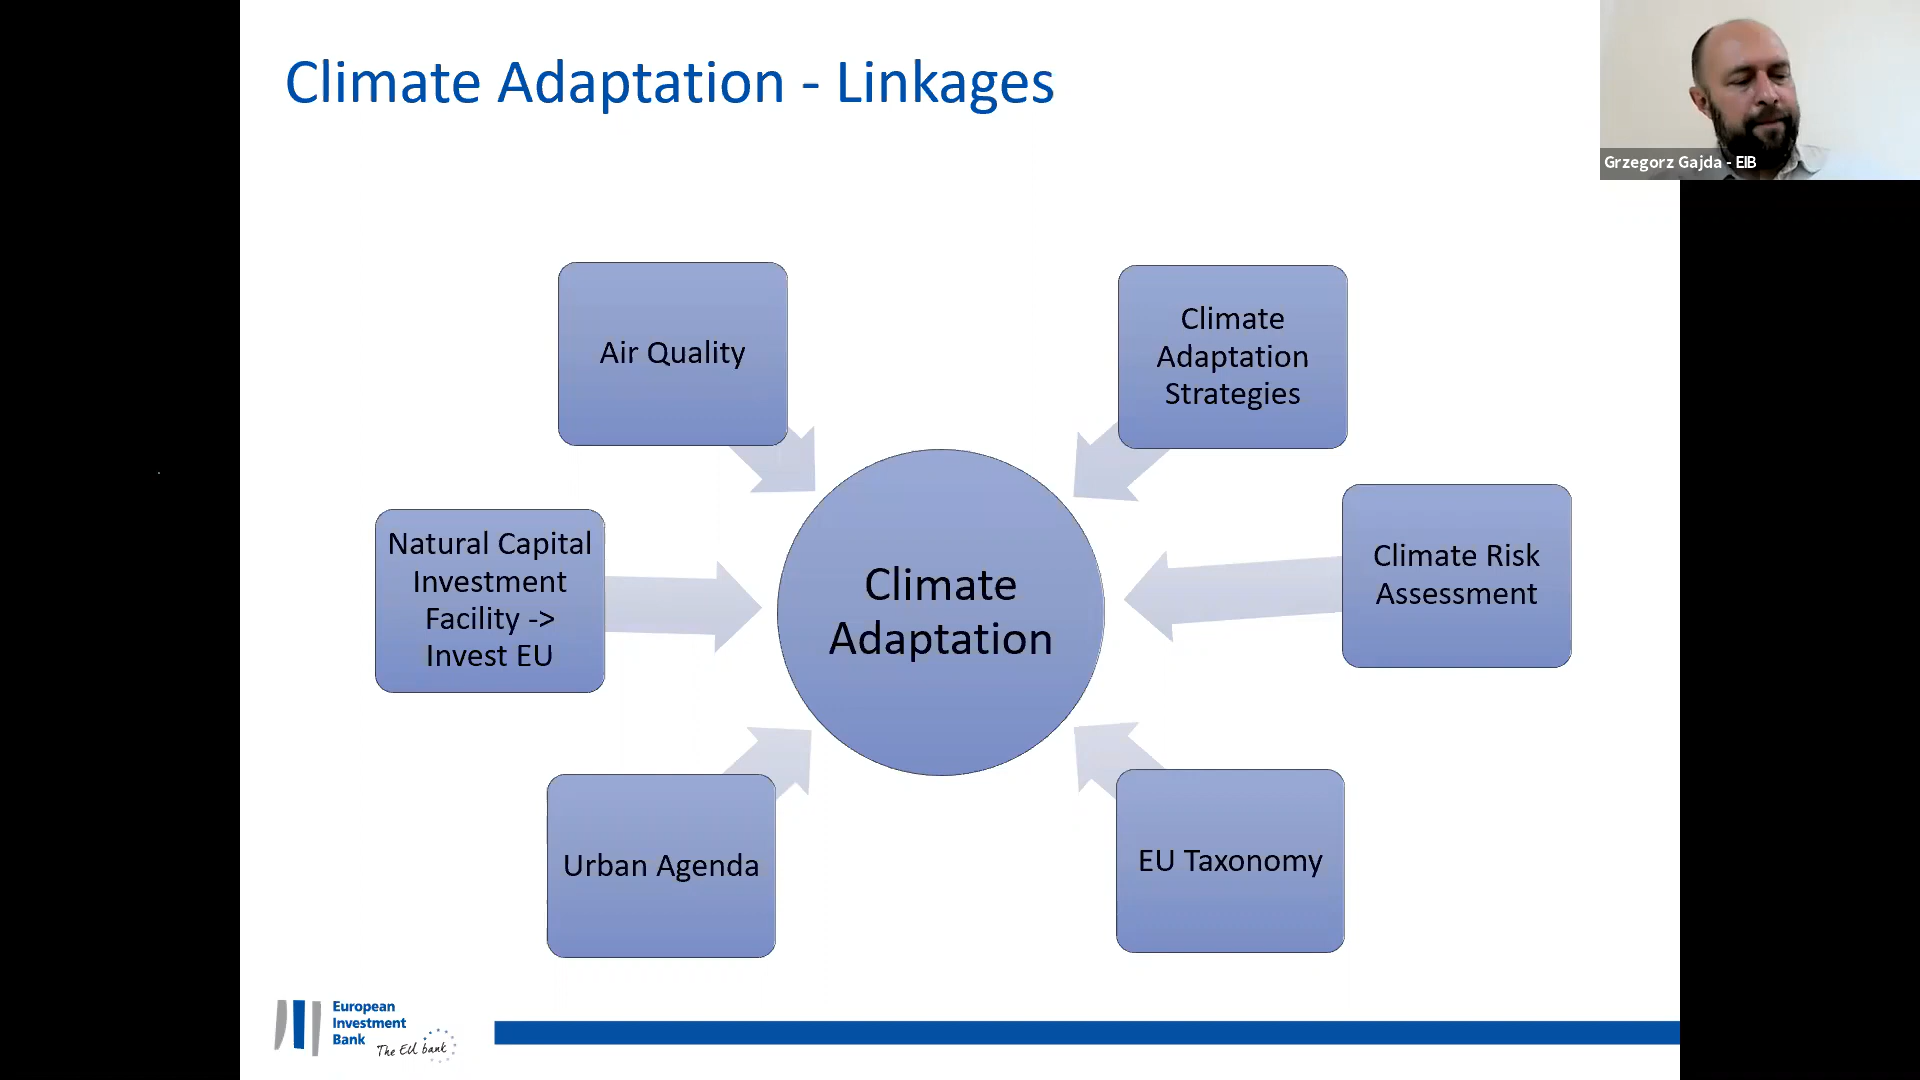 Climate Adaptation - Linkages
Grzegorz Gajda - EIB
Air Quality
Climate
Adaptation
Strategies
Natural Capital
Investment
Facility ->
Invest EU
Climate
Adaptation
Climate Risk
Assessment
Urban Agenda
EU Taxonomy
European
Investment
Bank
The EU bank